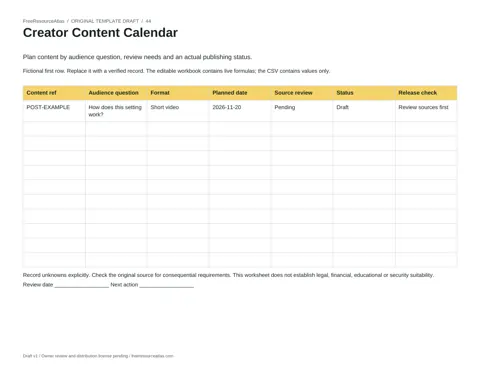 FreeResourceAtlas / ORIGINAL TEMPLATE DRAFT / 44
Creator Content Calendar
Plan content by audience question, review needs and an actual publishing status.
Fictional first row. Replace it with a verified record. The editable workbook contains live formulas; the CSV contains values only.
Content ref Audience question Format Planned date Source review Status Release check
POST-EXAMPLE How does this setting work? Short video 2026-11-20 Pending Draft Review sources first
Record unknowns explicitly. Check the original source for consequential requirements. This worksheet does not establish legal, financial, educational or security suitability.
Review date ___________________ Next action ___________________
Draft v1 / Owner review and distribution license pending / freeresourceatlas.com